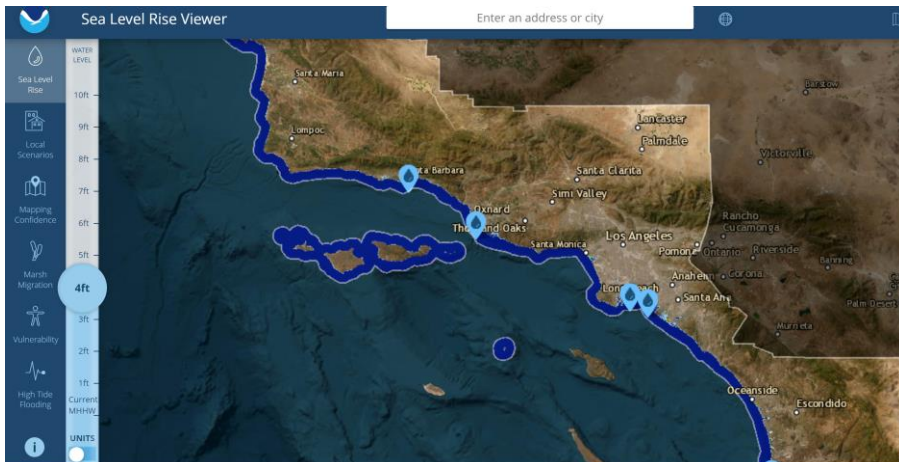 Sea Level Rise Viewer
Enter an address or city
Sea Level
Rise
Local
Scenarios
Mapping
Confidence
Marsh
Migration
Vulnerability
High Tide
Flooding
i
WATER
LEVEL
10ft
9ft
8ft
7ft
6ft
5ft
4ft
3ft
2ft
1ft
Current
MHHW
UNITS
Santa Maria
Lompoc
ta Barbara
Lancaster
Palmdale
Barstow
Victorville
Santa Clarita
Simi Valley
Oxnard
Thousand Oaks
Santa Monica
Los Angeles
Pomona
Ontario
Rancho
Cucamonga
Riverside
Banning
Anaheim
Corona
Santa Ana
Palm Desert
Murrieta
Oceanside
Escondido